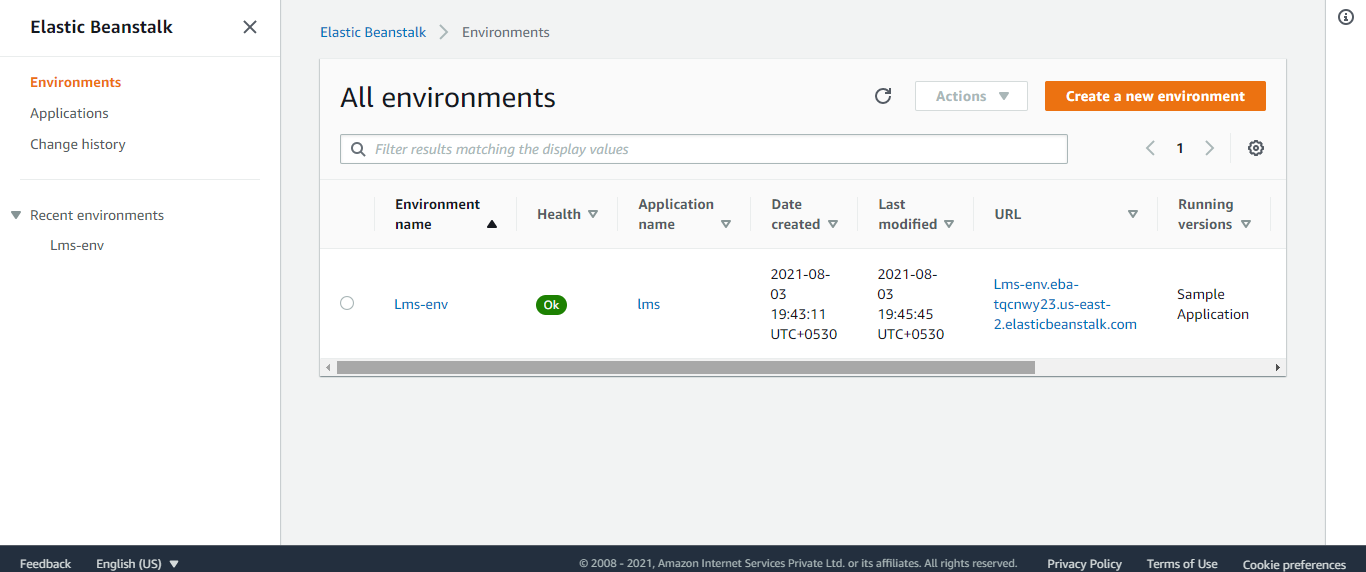 Elastic Beanstalk
Environments
Applications
Change history
Recent environments
Lms-env
Elastic Beanstalk Environments
All environments
Actions
Create a new environment
Filter results matching the display values
1
Environment
name
Health
Application
name
Date
created
Last
modified
URL
Running
versions
Lms-env
Ok
lms
2021-08-
03
19:43:11
UTC+0530
2021-08-
03
19:45:45
UTC+0530
Lms-env.eba-
tqcnwy23.us-east-
2.elasticbeanstalk.com
Sample
Application
Feedback English (US) © 2008 - 2021, Amazon Internet Services Private Ltd. or its affiliates. All rights reserved. Privacy Policy Terms of Use Cookie preferences